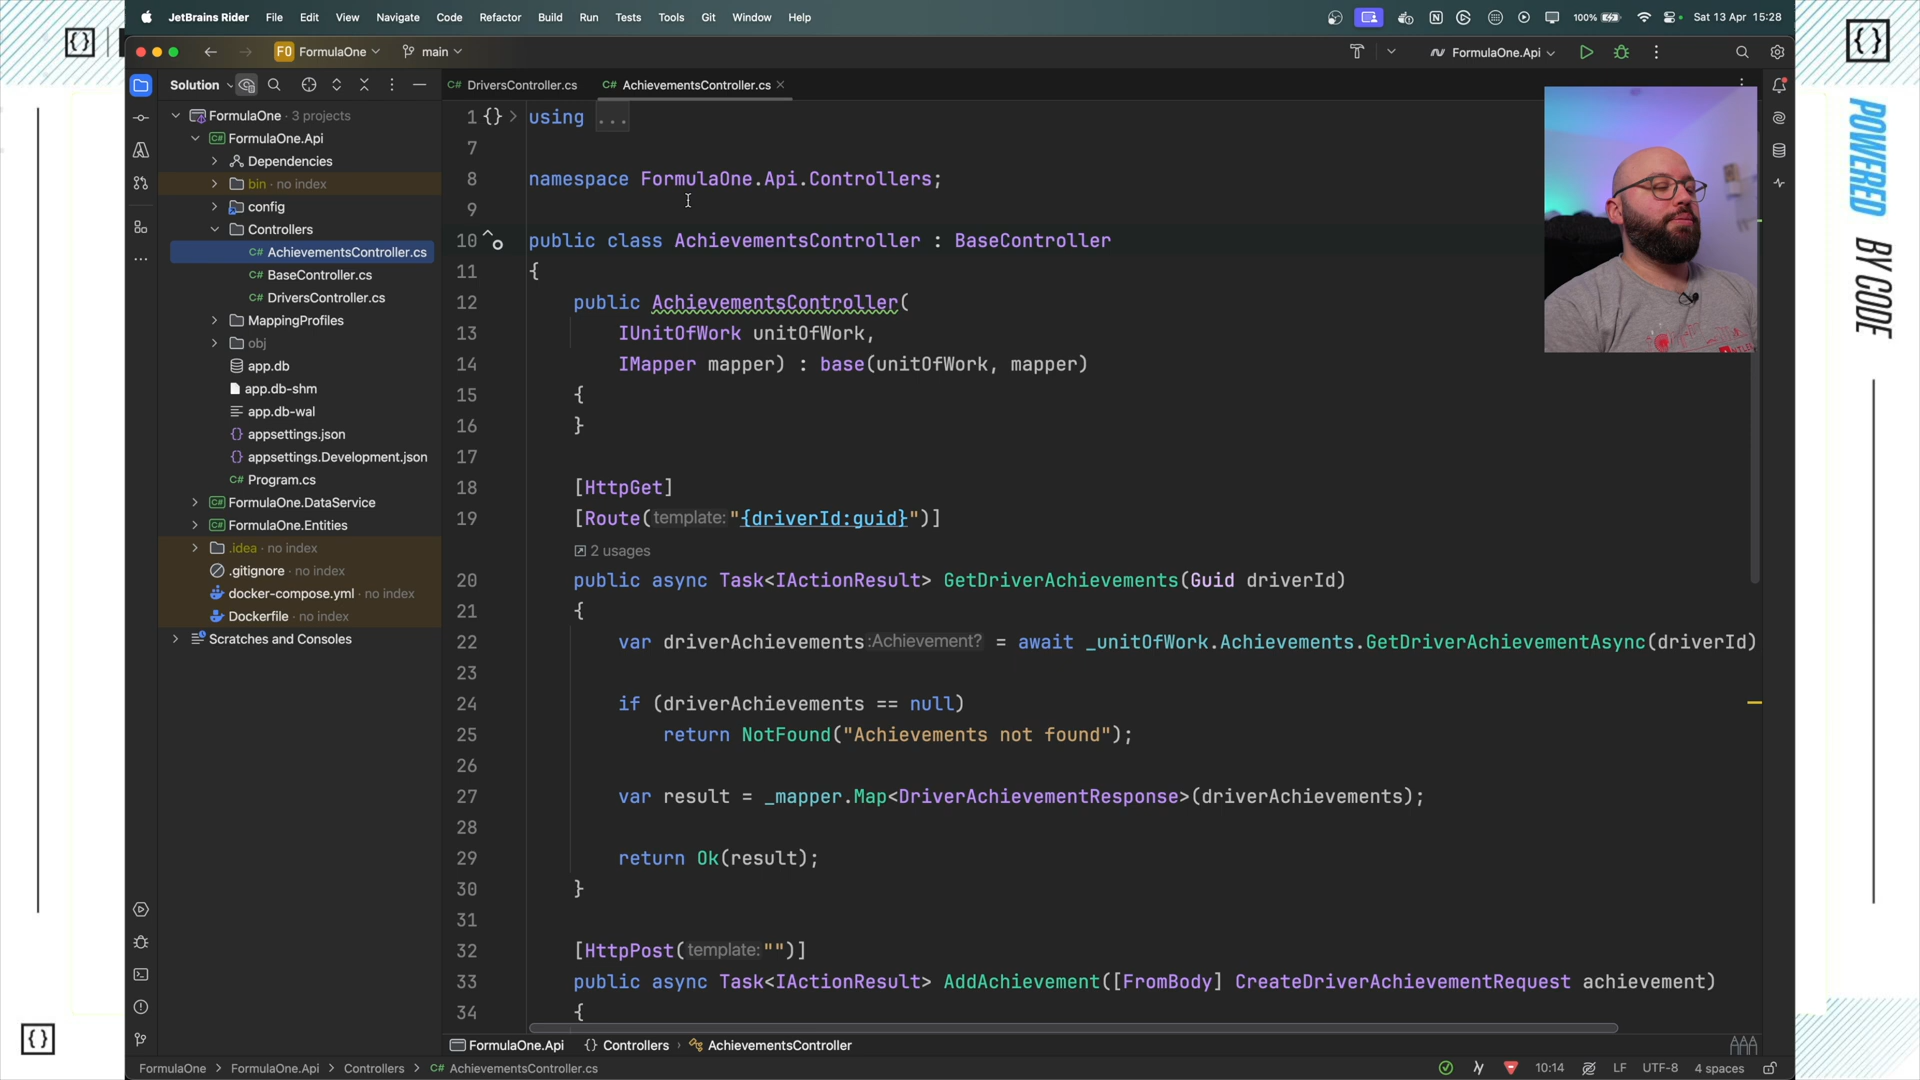 JetBrains Rider File Edit View Navigate Code Refactor Build Run Tests Tools Git Window Help
100% Sat 13 Apr 15:28
F0 FormulaOne main
FormulaOne.Api
Solution
DriversController.cs
AchievementsController.cs
FormulaOne · 3 projects
FormulaOne.Api
Dependencies
bin · no index
config
Controllers
C# AchievementsController.cs
C# BaseController.cs
C# DriversController.cs
MappingProfiles
obj
app.db
app.db-shm
app.db-wal
appsettings.json
appsettings.Development.json
C# Program.cs
C# FormulaOne.DataService
C# FormulaOne.Entities
.idea · no index
.gitignore · no index
docker-compose.yml · no index
Dockerfile · no index
Scratches and Consoles
1 {} using ...
7
8 namespace FormulaOne.Api.Controllers;
9
10 public class AchievementsController : BaseController
11 {
12 public AchievementsController(
13 IUnitOfWork unitOfWork,
14 IMapper mapper) : base(unitOfWork, mapper)
15 {
16 }
17
18 [HttpGet]
19 [Route(template: "{driverId:guid}")]
2 usages
20 public async Task<IActionResult> GetDriverAchievements(Guid driverId)
21 {
22 var driverAchievements :Achievement? = await _unitOfWork.Achievements.GetDriverAchievementAsync(driverId)
23
24 if (driverAchievements == null)
25 return NotFound("Achievements not found");
26
27 var result = _mapper.Map<DriverAchievementResponse>(driverAchievements);
28
29 return Ok(result);
30 }
31
32 [HttpPost(template: "")]
33 public async Task<IActionResult> AddAchievement([FromBody] CreateDriverAchievementRequest achievement)
34 {
FormulaOne.Api {} Controllers › AchievementsController
FormulaOne › FormulaOne.Api › Controllers › C# AchievementsController.cs
10:14 LF UTF-8 4 spaces
POWERED BY CODE